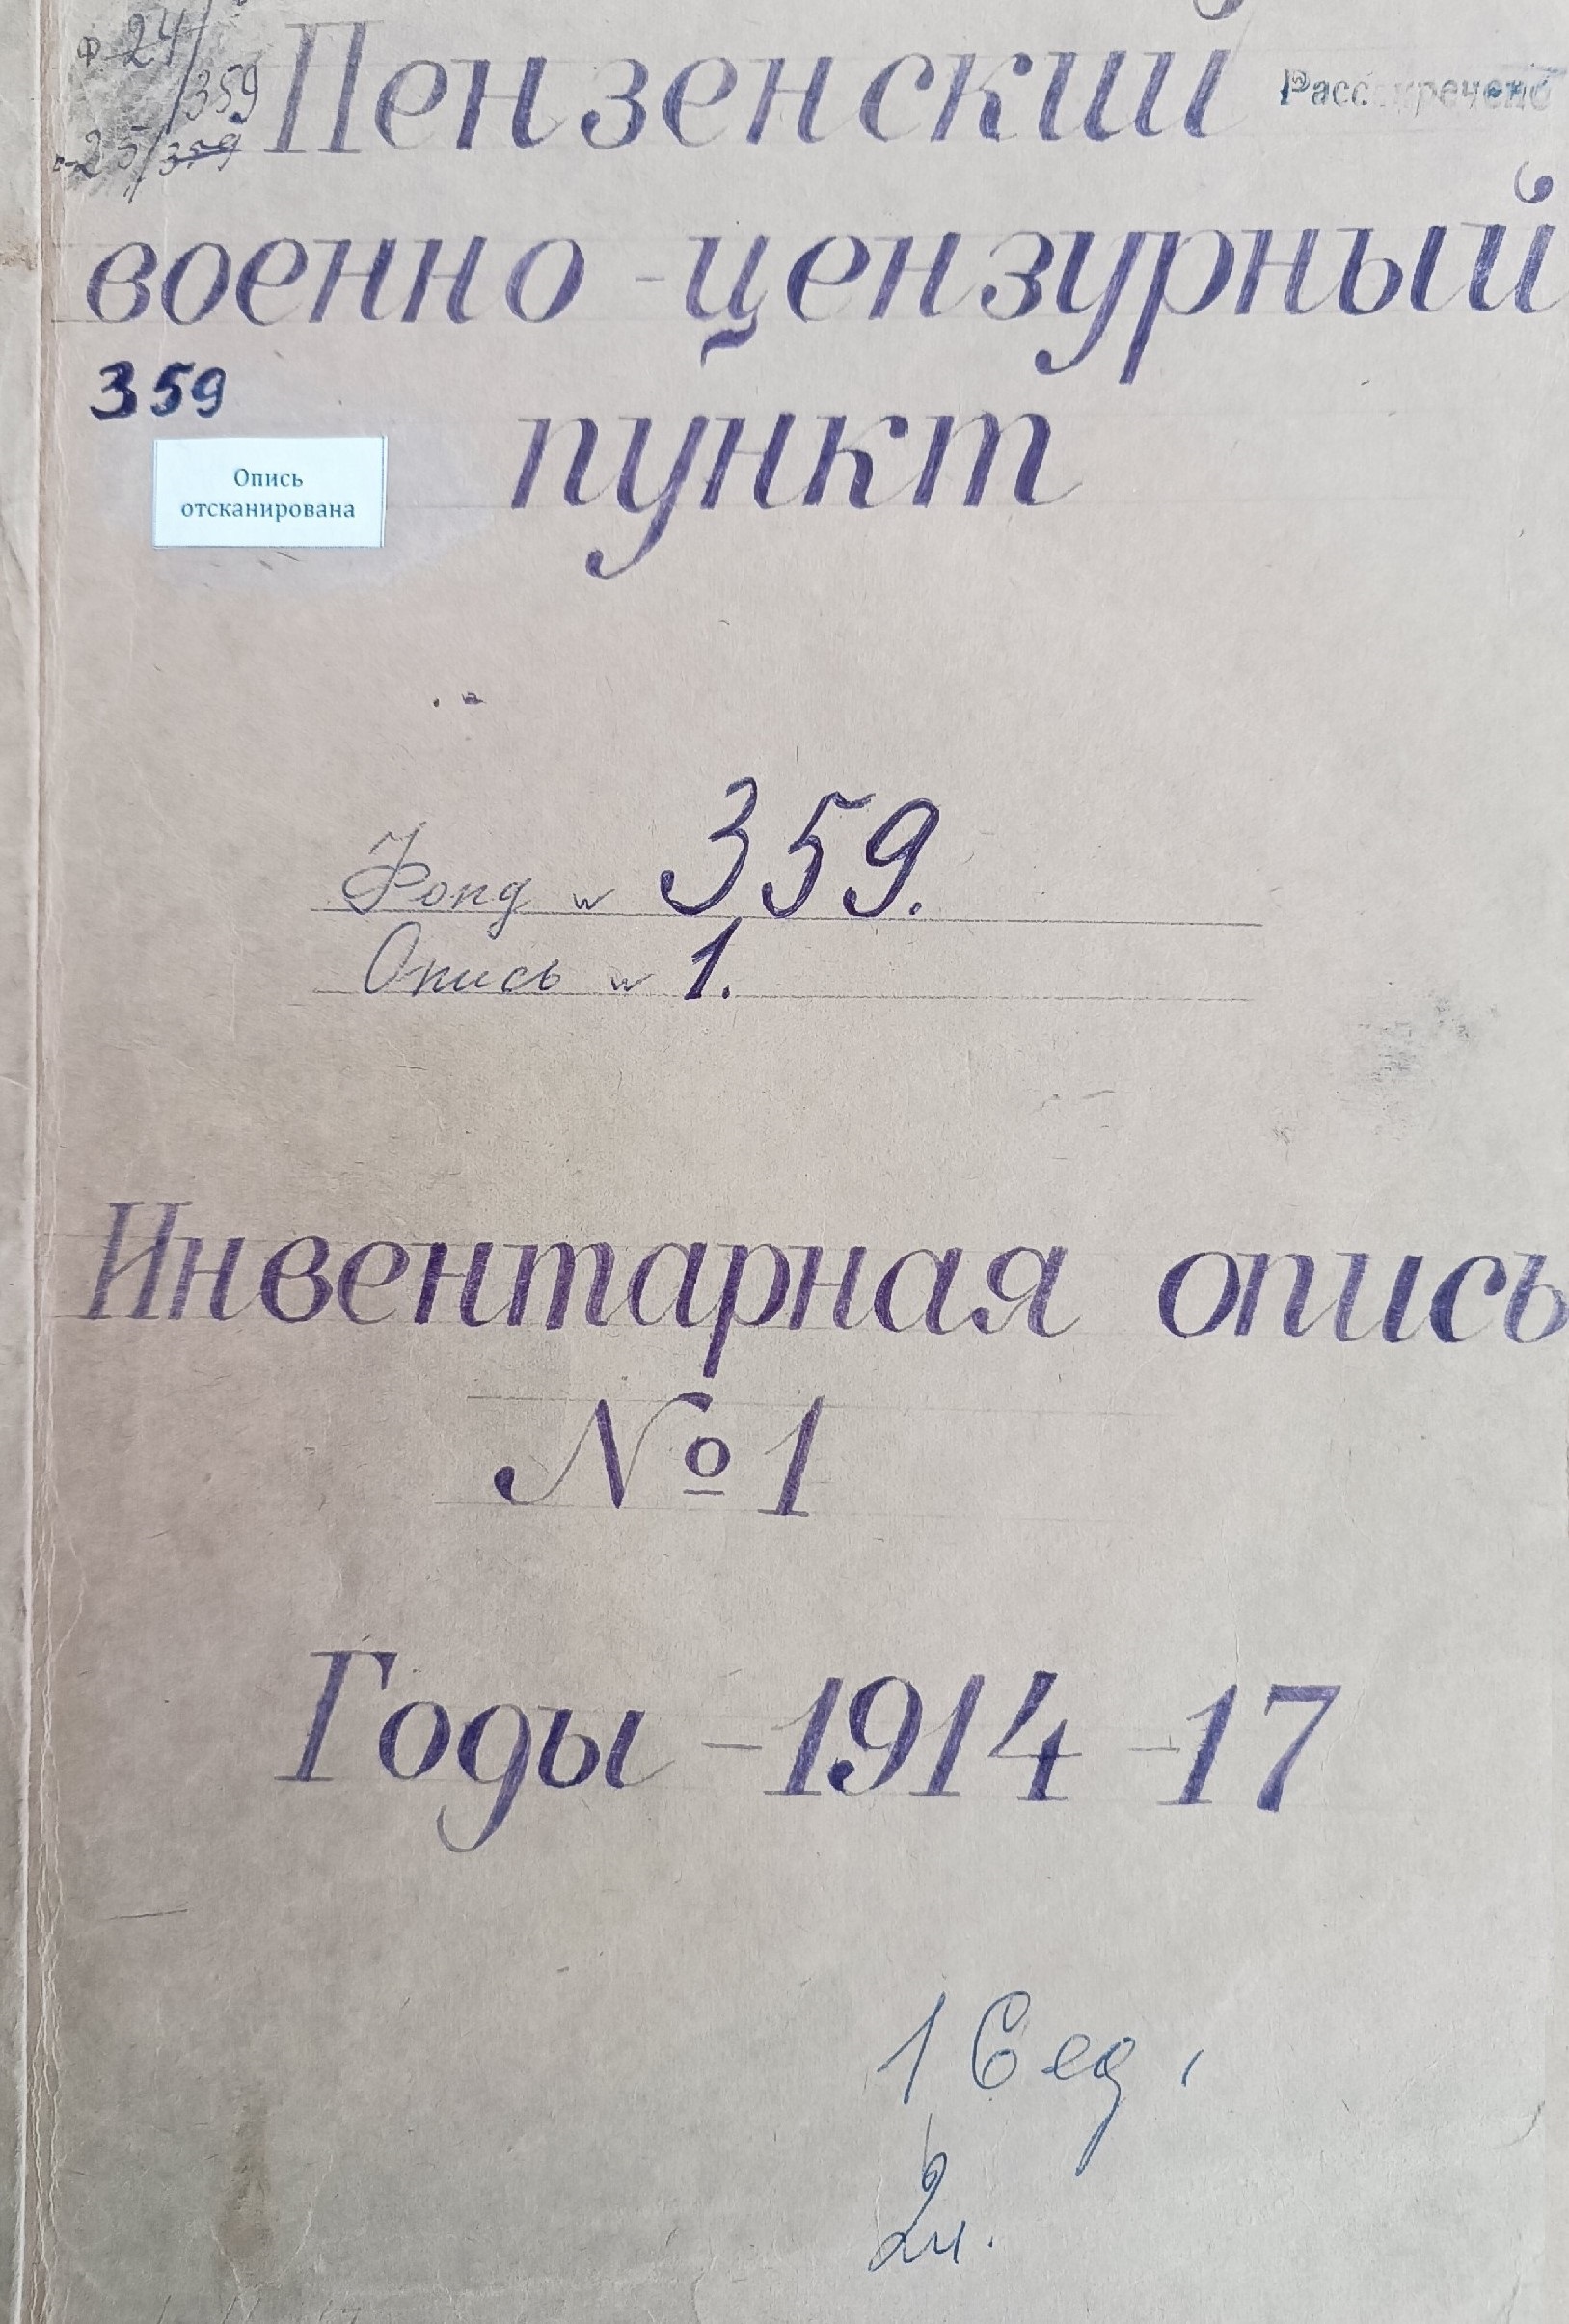 Ф-24/359
25/359
Рассекречено
Пензенский
военно-цензурный
359
пункт
Опись
отсканирована
Фонд № 359.
Опись № 1.
Инвентарная опись
№ 1
Годы - 1914 - 17
16 ед.
2л.